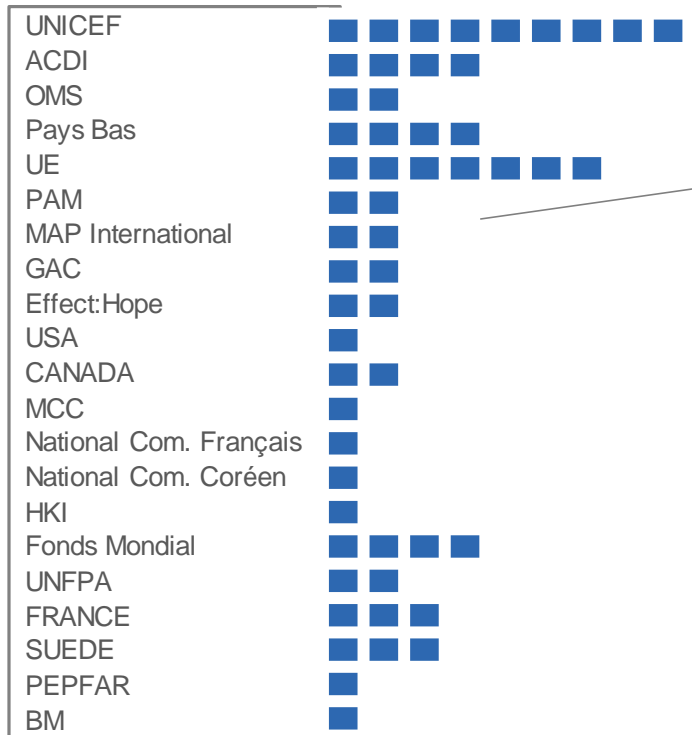 UNICEF
ACDI
OMS
Pays Bas
UE
PAM
MAP International
GAC
Effect:Hope
USA
CANADA
MCC
National Com. Français
National Com. Coréen
HKI
Fonds Mondial
UNFPA
FRANCE
SUEDE
PEPFAR
BM